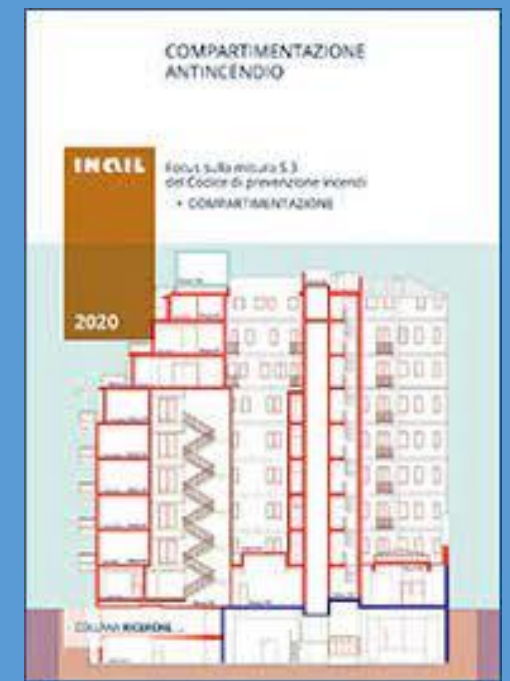 COMPARTIMENTAZIONE
ANTINCENDIO
INAIL
Focus sulla misura S.3
del Codice di prevenzione incendi
• COMPARTIMENTAZIONE
2020
COLLANA RICERCHE